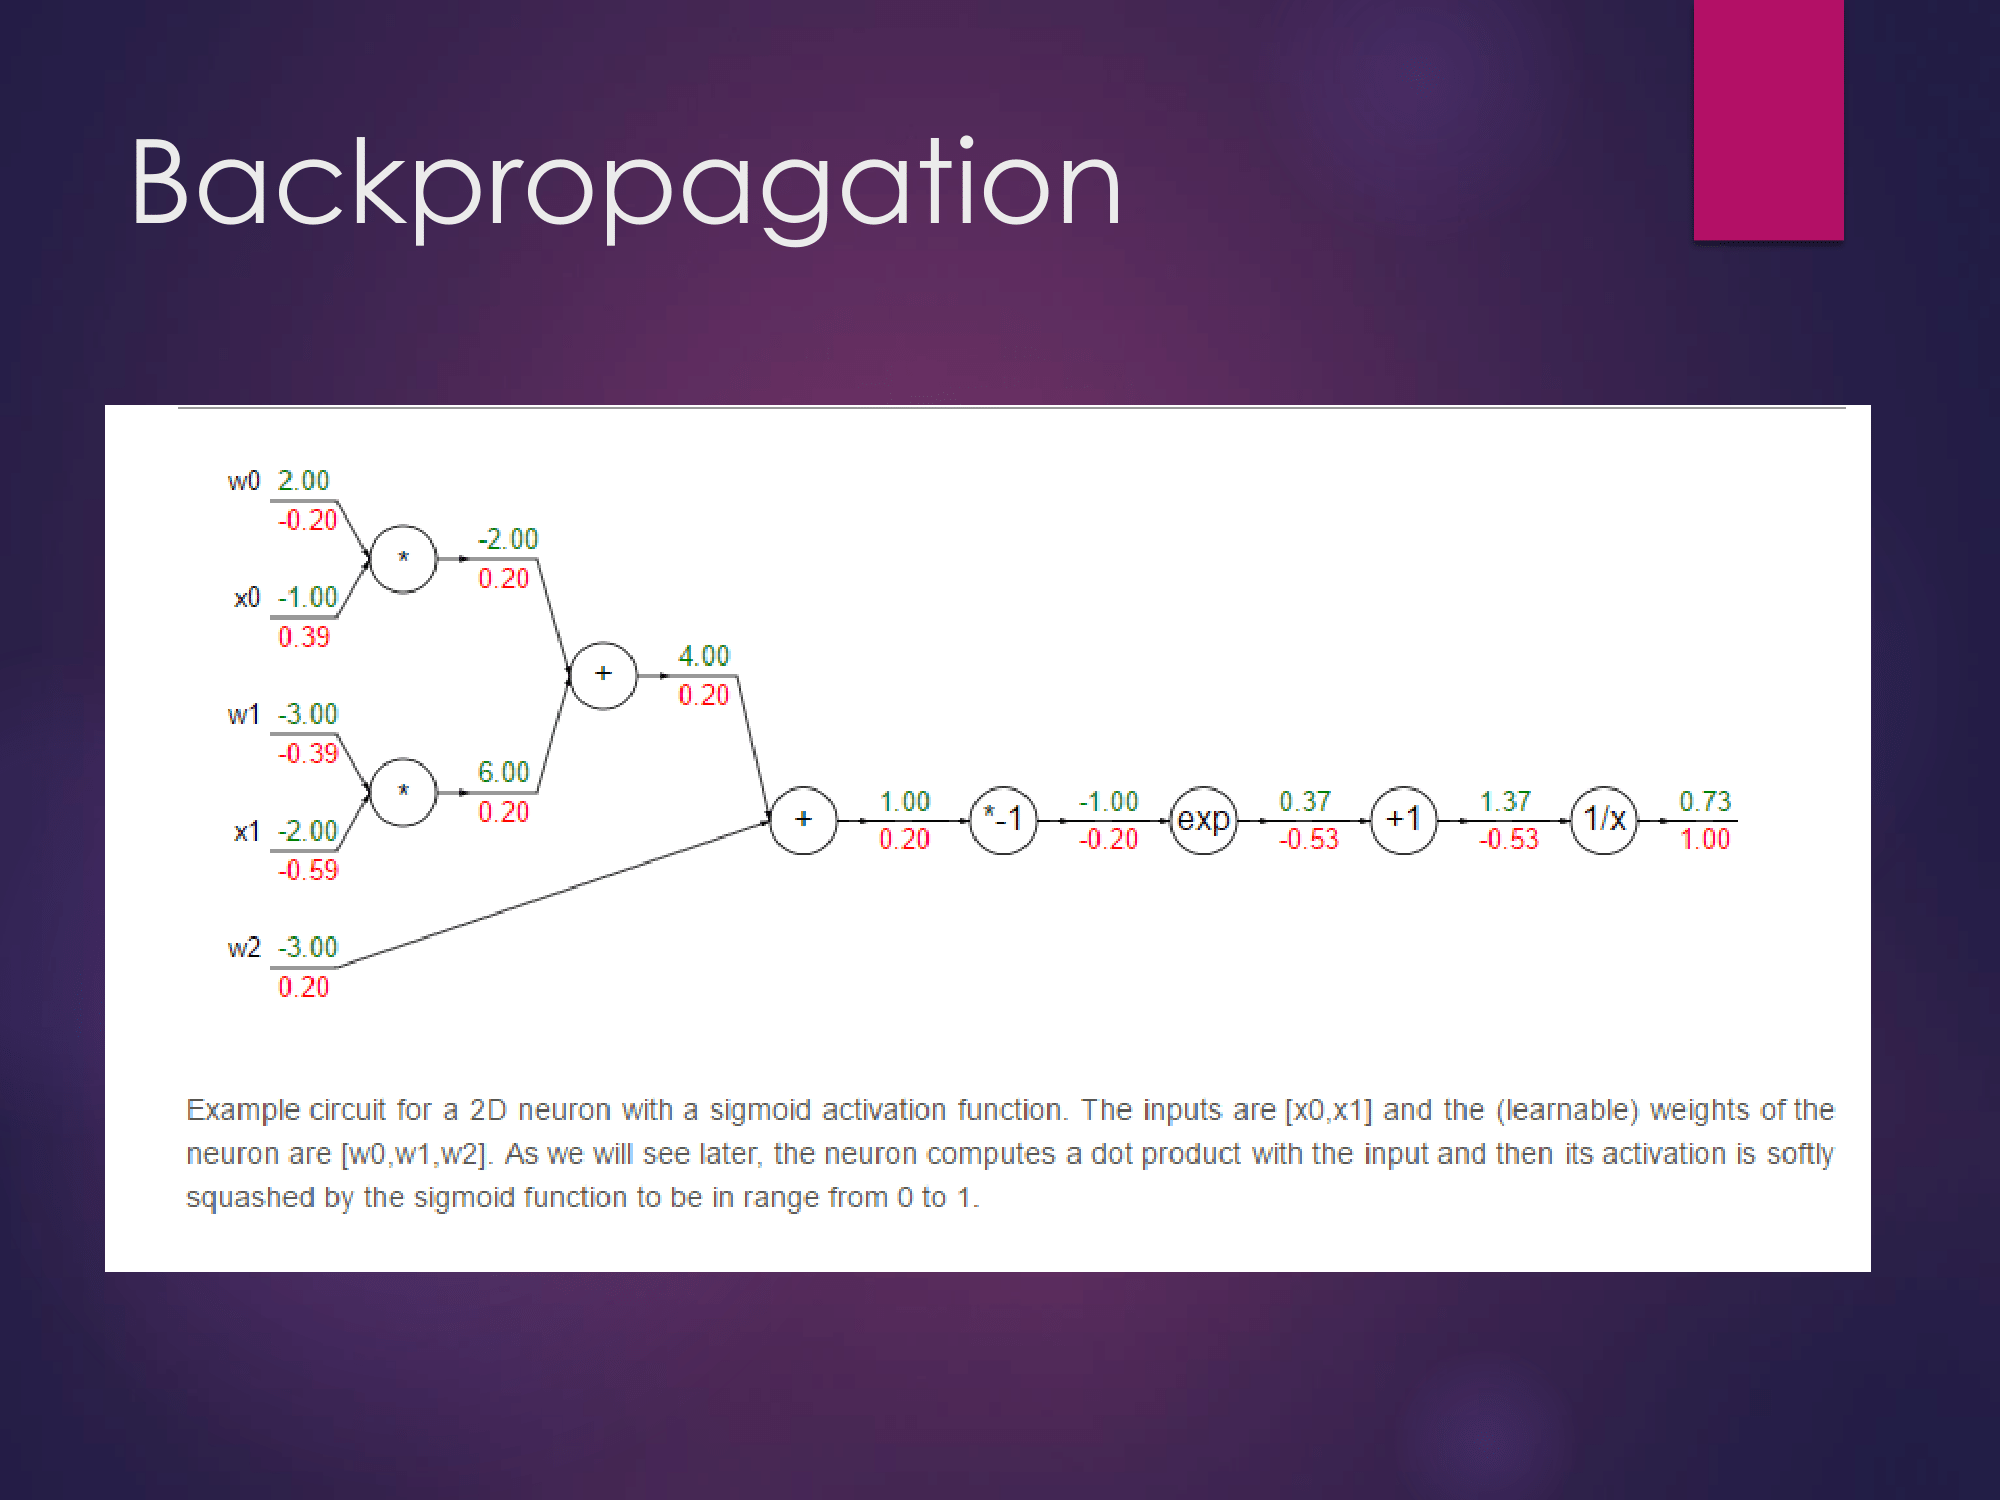 Backpropagation
w0 2.00
-0.20
*
-2.00
0.20
x0 -1.00
0.39
+
4.00
0.20
w1 -3.00
-0.39
*
6.00
0.20
x1 -2.00
-0.59
w2 -3.00
0.20
+
1.00
0.20
*-1
-1.00
-0.20
exp
0.37
-0.53
+1
1.37
-0.53
1/x
0.73
1.00
Example circuit for a 2D neuron with a sigmoid activation function. The inputs are [x0,x1] and the (learnable) weights of the
neuron are [w0,w1,w2]. As we will see later, the neuron computes a dot product with the input and then its activation is softly
squashed by the sigmoid function to be in range from 0 to 1.